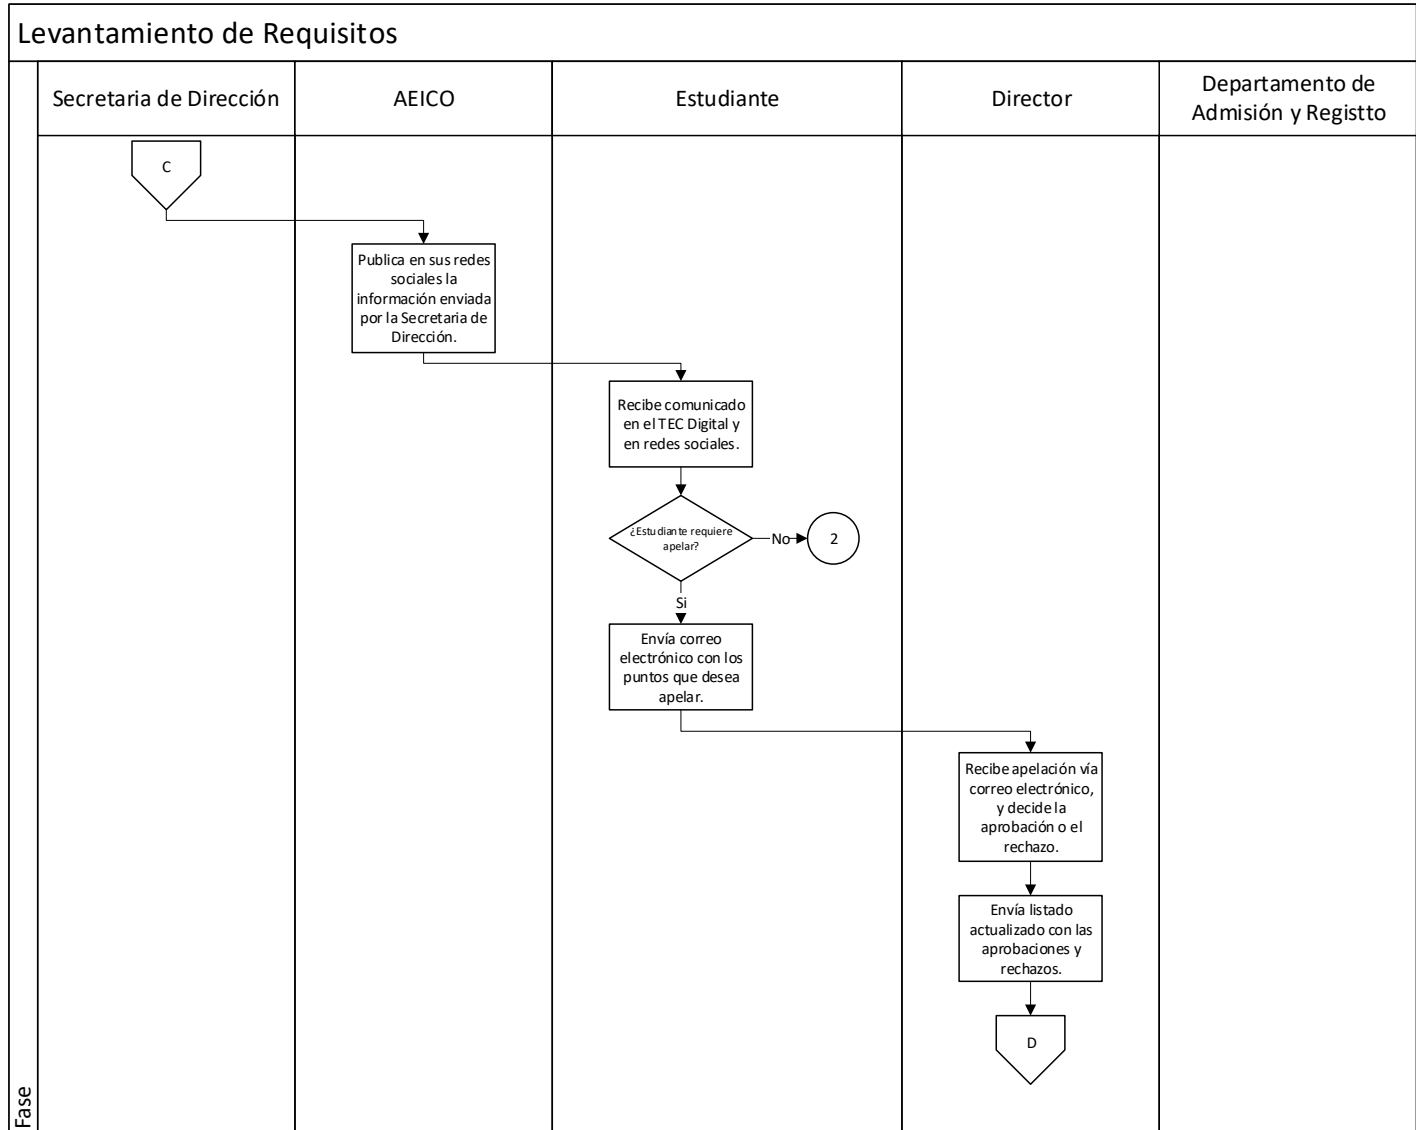 Levantamiento de Requisitos
Secretaria de Dirección
AEICO
Estudiante
Director
Departamento de
Admisión y Registto
C
Publica en sus redes
sociales la
información enviada
por la Secretaria de
Dirección.
Recibe comunicado
en el TEC Digital y
en redes sociales.
¿Estudiante requiere
apelar?
No
2
Si
Envía correo
electrónico con los
puntos que desea
apelar.
Recibe apelación vía
correo electrónico,
y decide la
aprobación o el
rechazo.
Envía listado
actualizado con las
aprobaciones y
rechazos.
D
Fase